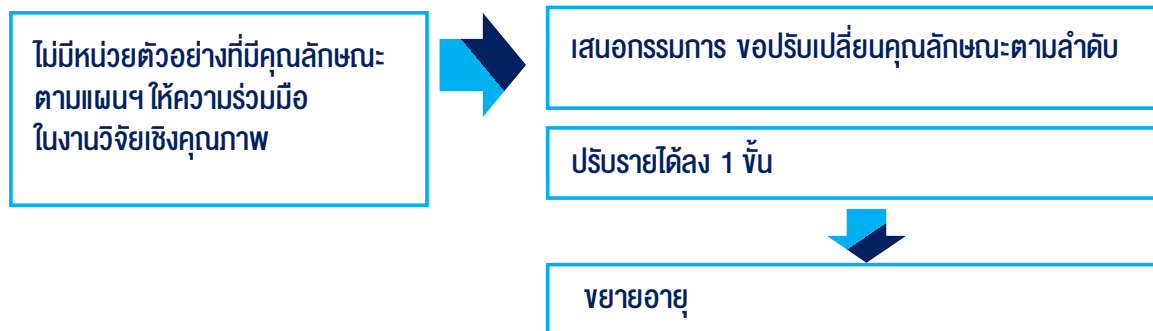 ไม่มีหน่วยตัวอย่างที่มีคุณลักษณะ
ตามแผนฯ ให้ความร่วมมือ
ในงานวิจัยเชิงคุณภาพ
เสนอกรรมการ ขอปรับเปลี่ยนคุณลักษณะตามลำดับ
ปรับรายได้ลง 1 ขั้น
ขยายอายุ